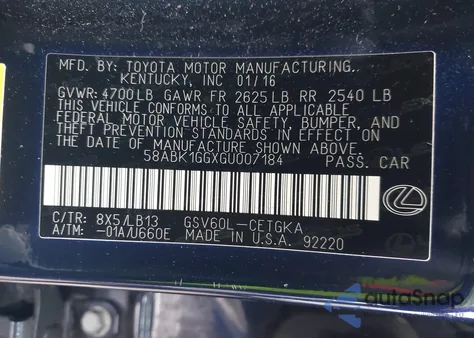 MFD. BY: TOYOTA MOTOR MANUFACTURING,
KENTUCKY, INC 01/16
GVWR: 4700LB GAWR FR 2625LB RR 2540 LB
THIS VEHICLE CONFORMS TO ALL APPLICABLE
FEDERAL MOTOR VEHICLE SAFETY, BUMPER, AND
THEFT PREVENTION STANDARDS IN EFFECT ON
THE DATE OF MANUFACTURE SHOWN ABOVE.
58ABK1GGXGU007184 PASS. CAR
C/TR: 8X5/LB13 GSV60L-CETGKA
A/TM: -01A/U660E MADE IN U.S.A. 92220
autoSnap